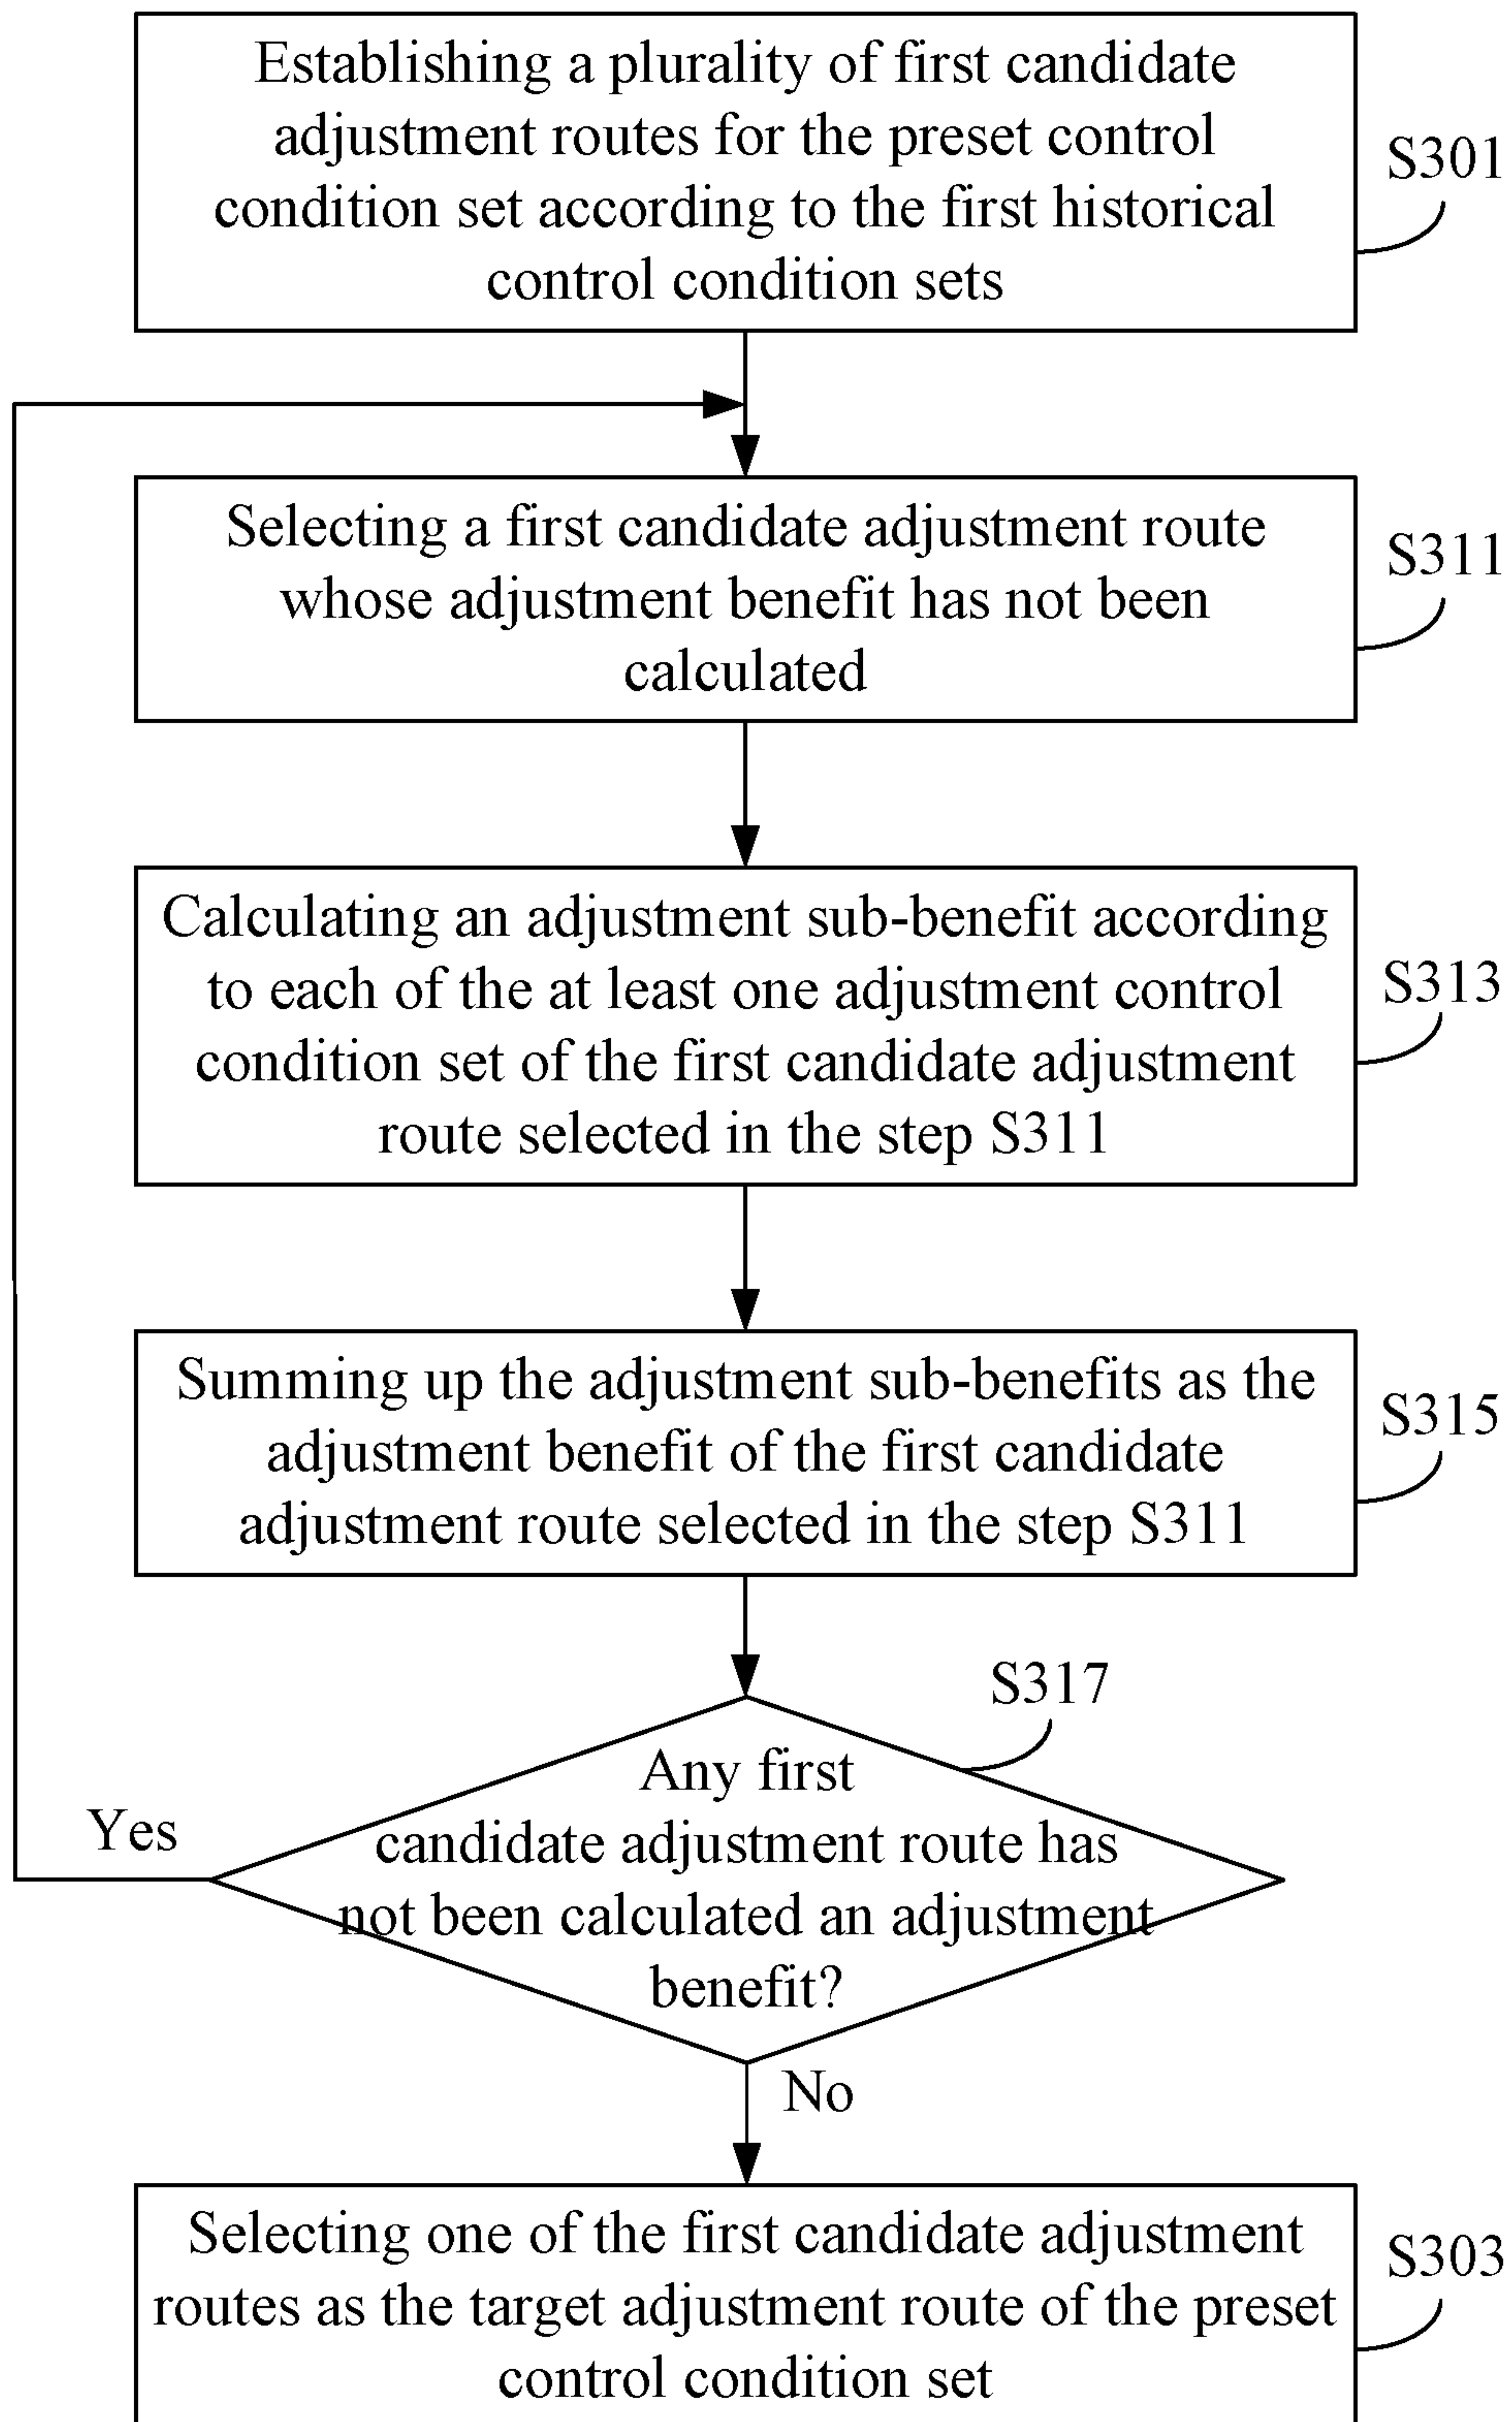 Establishing a plurality of first candidate
adjustment routes for the preset control
condition set according to the first historical
control condition sets
S301
Selecting a first candidate adjustment route
whose adjustment benefit has not been
calculated
S311
Calculating an adjustment sub-benefit according
to each of the at least one adjustment control
condition set of the first candidate adjustment
route selected in the step S311
S313
Summing up the adjustment sub-benefits as the
adjustment benefit of the first candidate
adjustment route selected in the step S311
S315
S317
Any first
candidate adjustment route has
not been calculated an adjustment
benefit?
Yes
No
Selecting one of the first candidate adjustment
routes as the target adjustment route of the preset
control condition set
S303